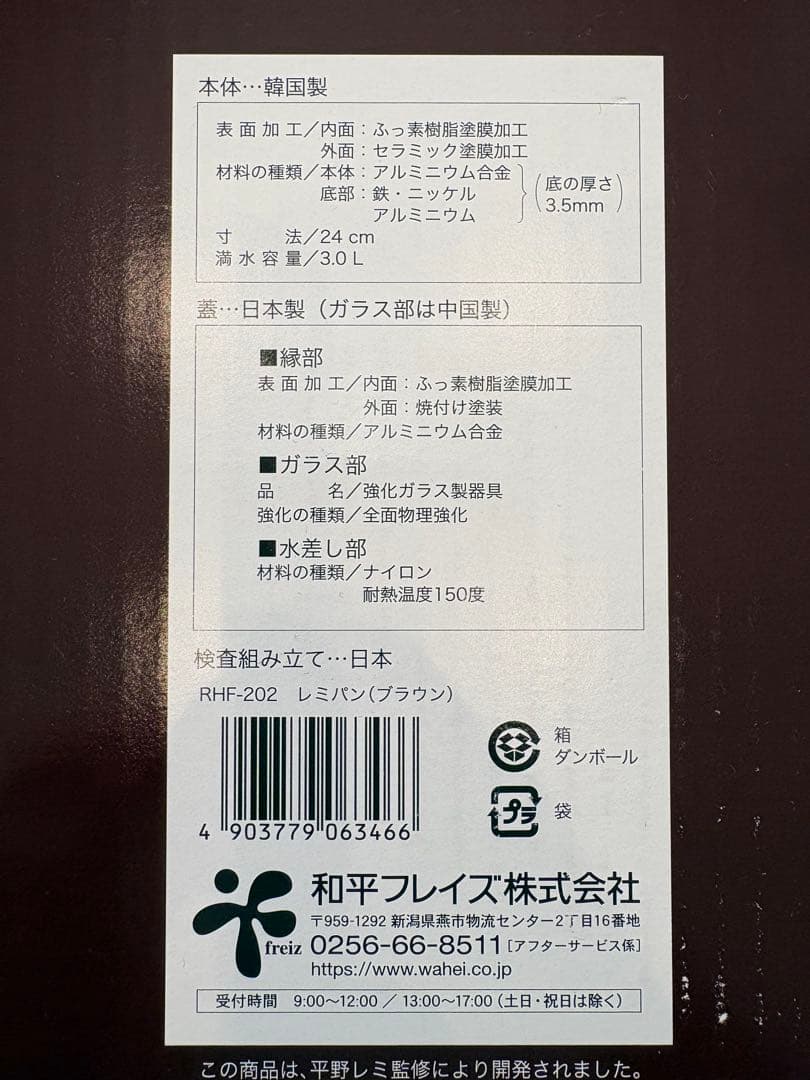 本体…韓国製
表面加工／内面：ふっ素樹脂塗膜加工
外面：セラミック塗膜加工
材料の種類／本体：アルミニウム合金
底部：鉄・ニッケル
アルミニウム
(底の厚さ
3.5mm)
寸法／24 cm
満水容量／3.0 L
蓋…日本製（ガラス部は中国製）
■縁部
表面加工／内面：ふっ素樹脂塗膜加工
外面：焼付け塗装
材料の種類／アルミニウム合金
■ガラス部
品名／強化ガラス製器具
強化の種類／全面物理強化
■水差し部
材料の種類／ナイロン
耐熱温度150度
検査組み立て…日本
RHF-202 レミパン（ブラウン）
4 903779 063466
箱
ダンボール
プラ
袋
freiz
和平フレイズ株式会社
〒959-1292 新潟県燕市物流センター2丁目16番地
0256-66-8511［アフターサービス係］
https://www.wahei.co.jp
受付時間 9:00〜12:00 ／ 13:00〜17:00（土日・祝日は除く）
この商品は、平野レミ監修により開発されました。